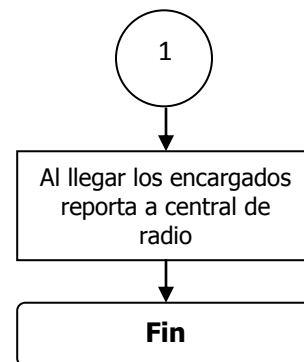 1
Al llegar los encargados
reporta a central de
radio
Fin